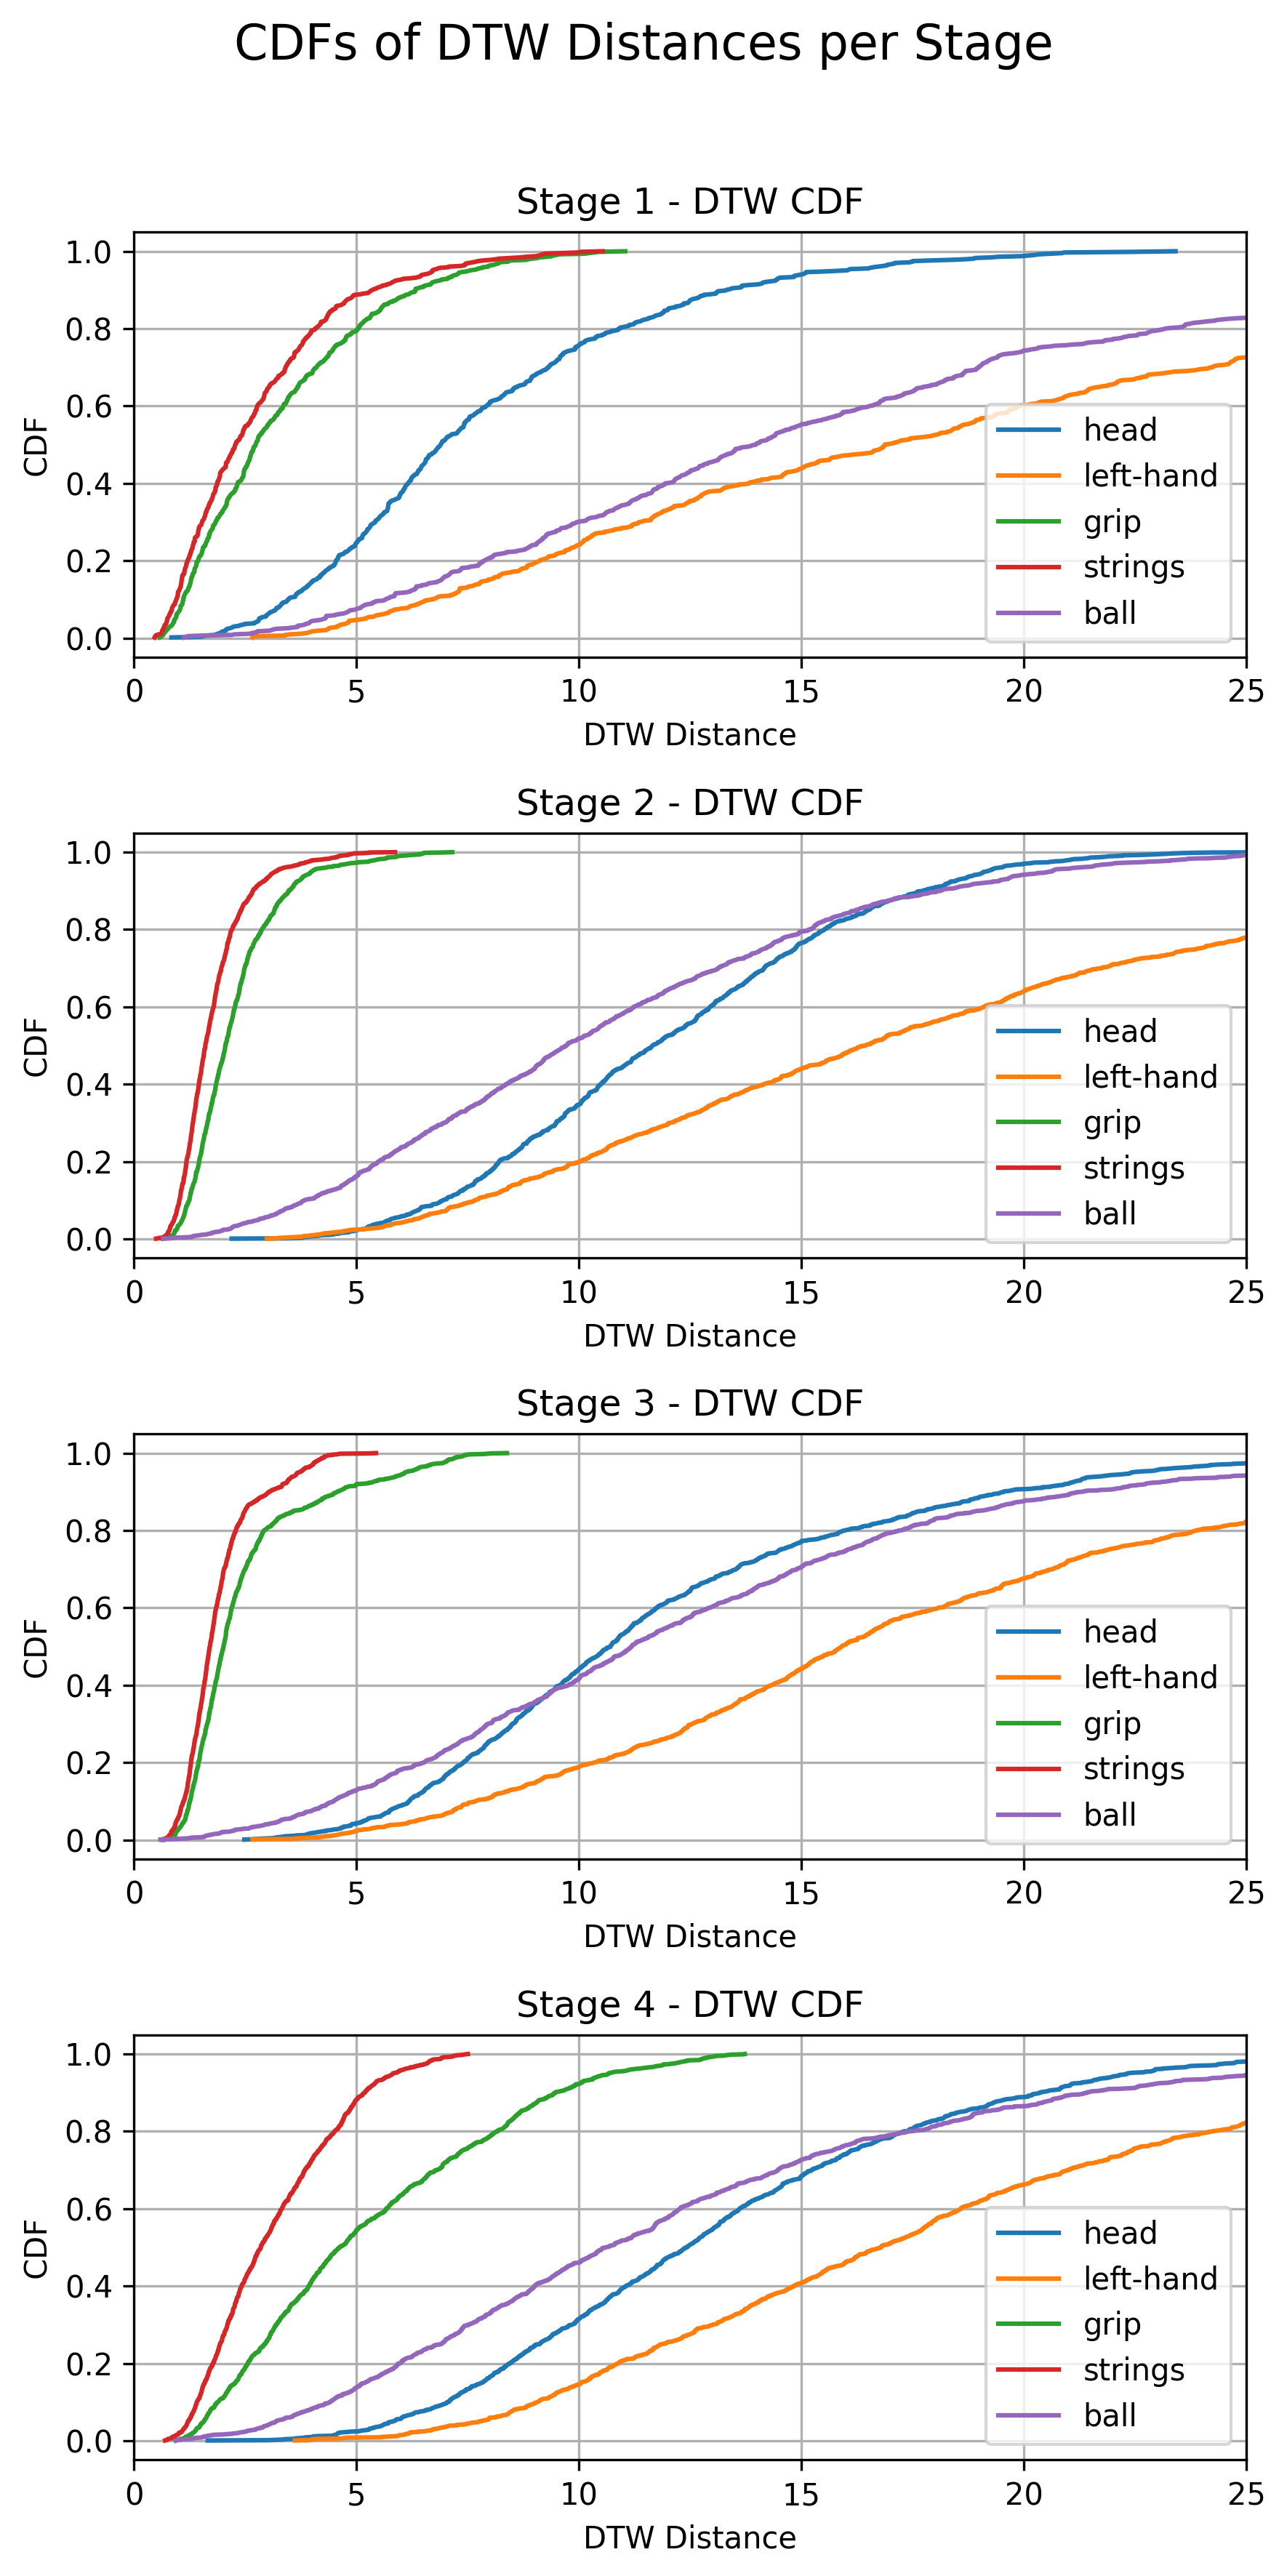 CDFs of DTW Distances per Stage
Stage 1 - DTW CDF
CDF
1.0
0.8
0.6
0.4
0.2
0.0
0 5 10 15 20 25
DTW Distance
head
left-hand
grip
strings
ball
Stage 2 - DTW CDF
CDF
1.0
0.8
0.6
0.4
0.2
0.0
0 5 10 15 20 25
DTW Distance
head
left-hand
grip
strings
ball
Stage 3 - DTW CDF
CDF
1.0
0.8
0.6
0.4
0.2
0.0
0 5 10 15 20 25
DTW Distance
head
left-hand
grip
strings
ball
Stage 4 - DTW CDF
CDF
1.0
0.8
0.6
0.4
0.2
0.0
0 5 10 15 20 25
DTW Distance
head
left-hand
grip
strings
ball